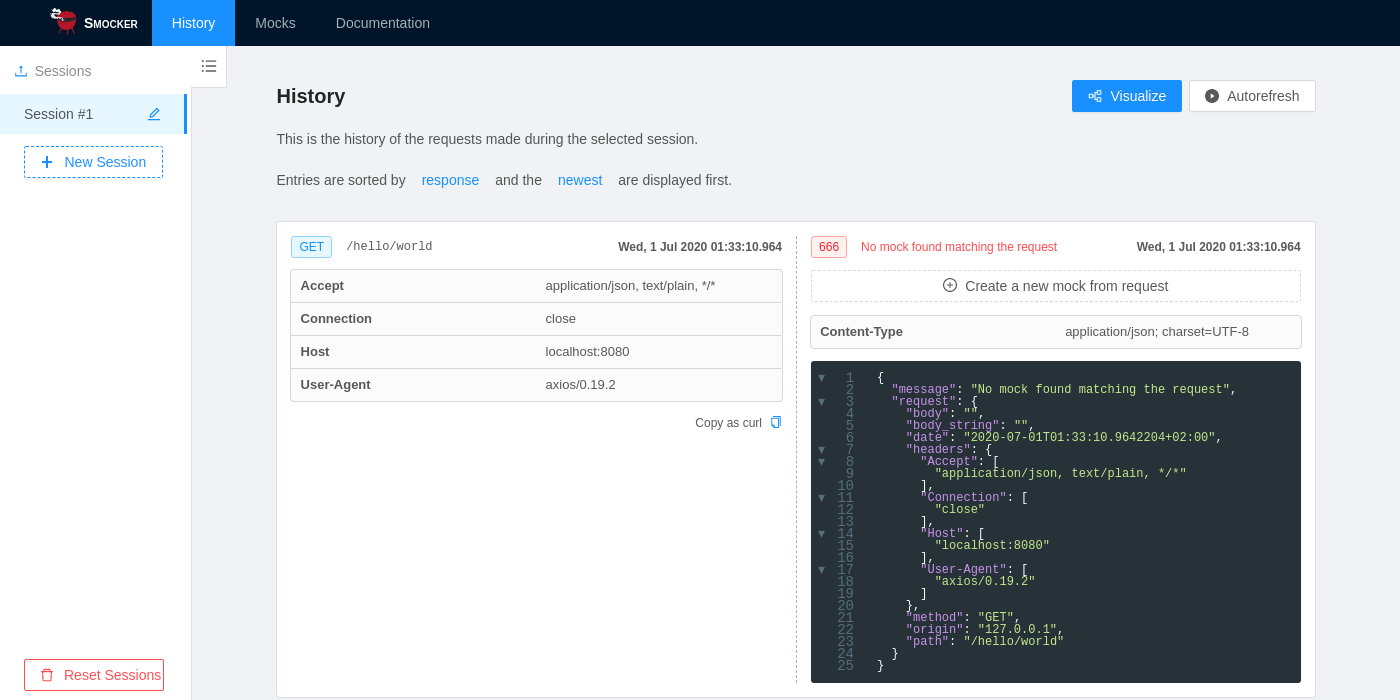 SMOCKER History Mocks Documentation
Sessions
Session #1
New Session
Reset Sessions
History
Visualize Autorefresh
This is the history of the requests made during the selected session.
Entries are sorted by response and the newest are displayed first.
GET /hello/world Wed, 1 Jul 2020 01:33:10.964
Accept application/json, text/plain, */*
Connection close
Host localhost:8080
User-Agent axios/0.19.2
Copy as curl
666 No mock found matching the request Wed, 1 Jul 2020 01:33:10.964
Create a new mock from request
Content-Type application/json; charset=UTF-8
1 {
2 "message": "No mock found matching the request",
3 "request": {
4 "body": "",
5 "body_string": "",
6 "date": "2020-07-01T01:33:10.9642204+02:00",
7 "headers": {
8 "Accept": [
9 "application/json, text/plain, */*"
10 ],
11 "Connection": [
12 "close"
13 ],
14 "Host": [
15 "localhost:8080"
16 ],
17 "User-Agent": [
18 "axios/0.19.2"
19 ]
20 },
21 "method": "GET",
22 "origin": "127.0.0.1",
23 "path": "/hello/world"
24 }
25 }